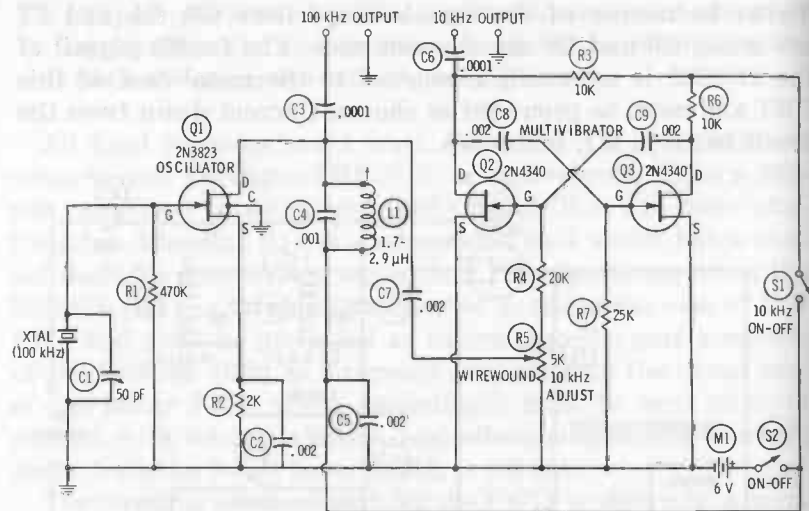 100 kHz OUTPUT
10 kHz OUTPUT
C6
.0001
R3
10K
C3
.0001
C8
.002
MULTIVIBRATOR
C9
.002
R6
10K
Q1
2N3823
OSCILLATOR
D
C
G
S
C4
.001
L1
1.7-
2.9 µH
Q2
2N4340
D
G
S
Q3
2N4340
D
G
S
R1
470K
C7
.002
R4
20K
R7
25K
S1
10 kHz
ON-OFF
XTAL
(100 kHz)
C1
50 pF
R5
5K
WIREWOUND
10 kHz
ADJUST
R2
2K
C2
.002
C5
.002
M1
6 V
+
S2
ON-OFF